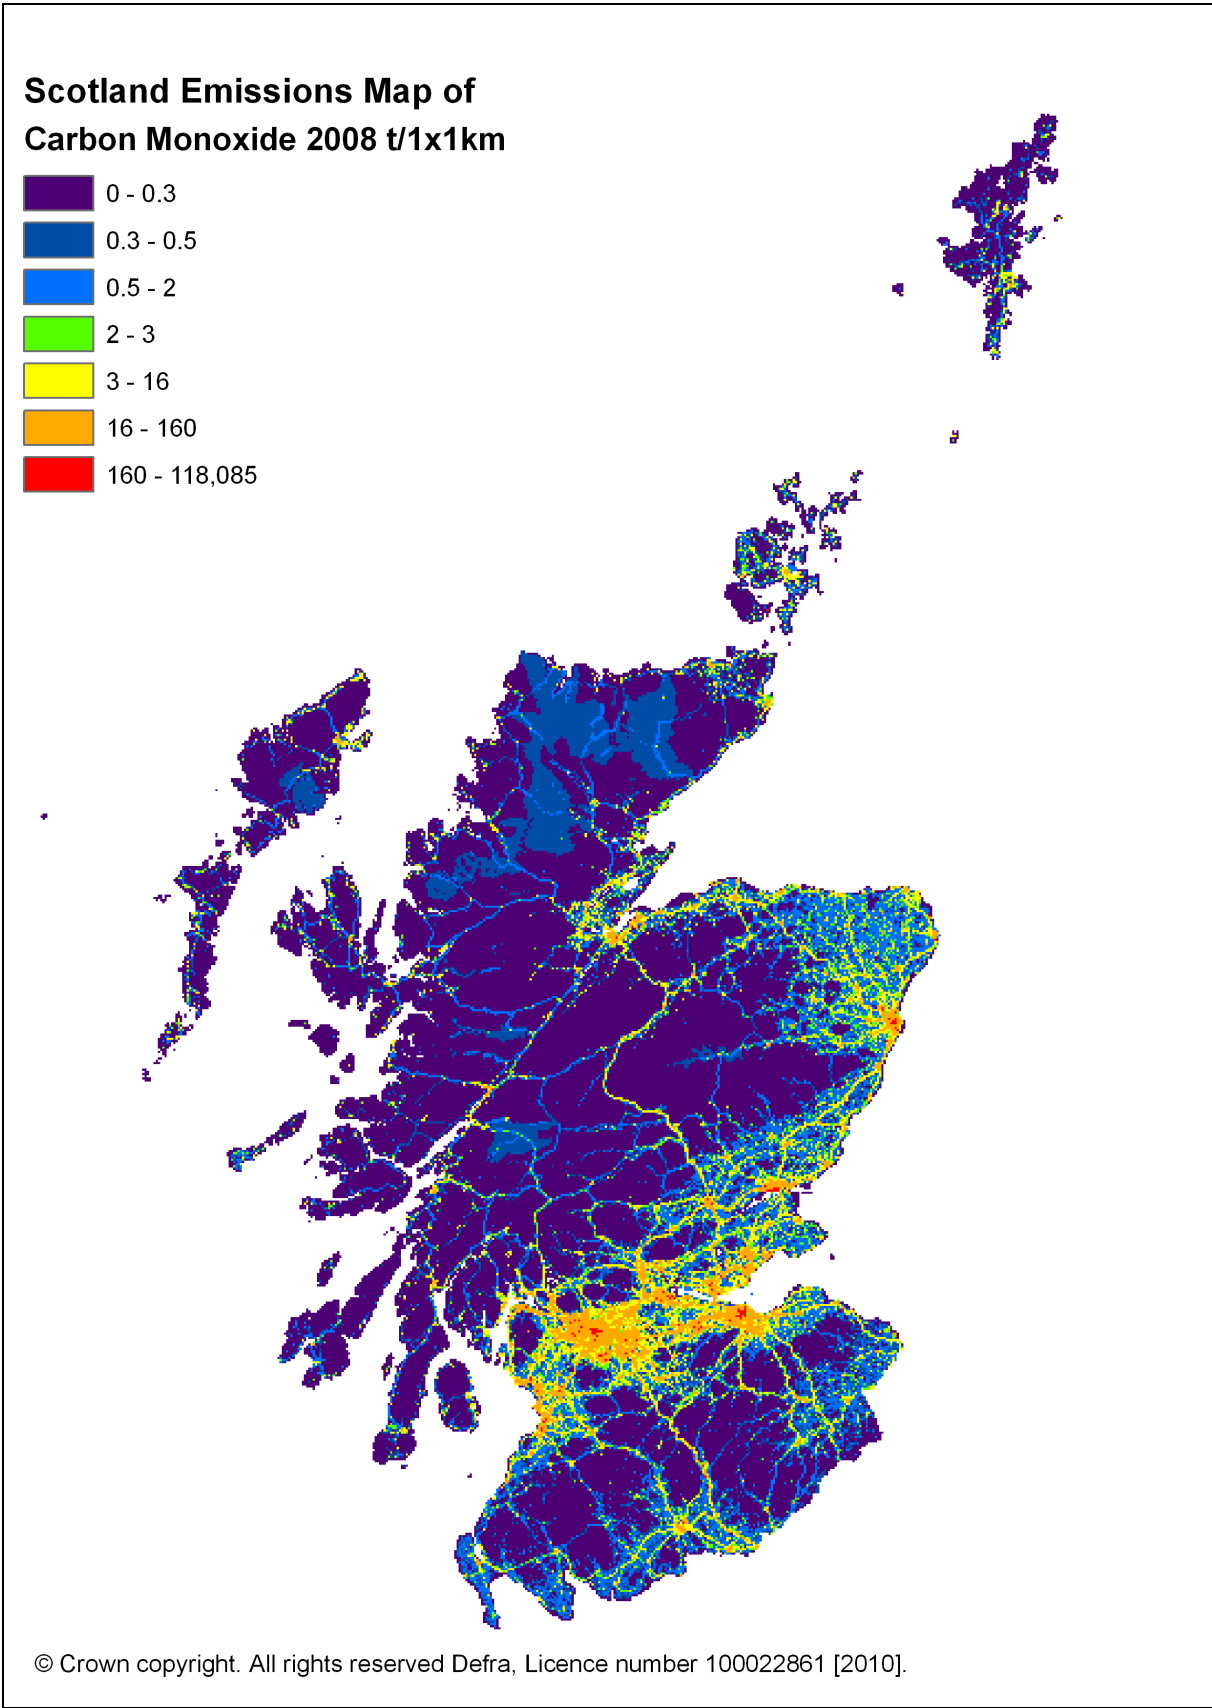 Scotland Emissions Map of
Carbon Monoxide 2008 t/1x1km
0 - 0.3
0.3 - 0.5
0.5 - 2
2 - 3
3 - 16
16 - 160
160 - 118,085
© Crown copyright. All rights reserved Defra, Licence number 100022861 [2010].